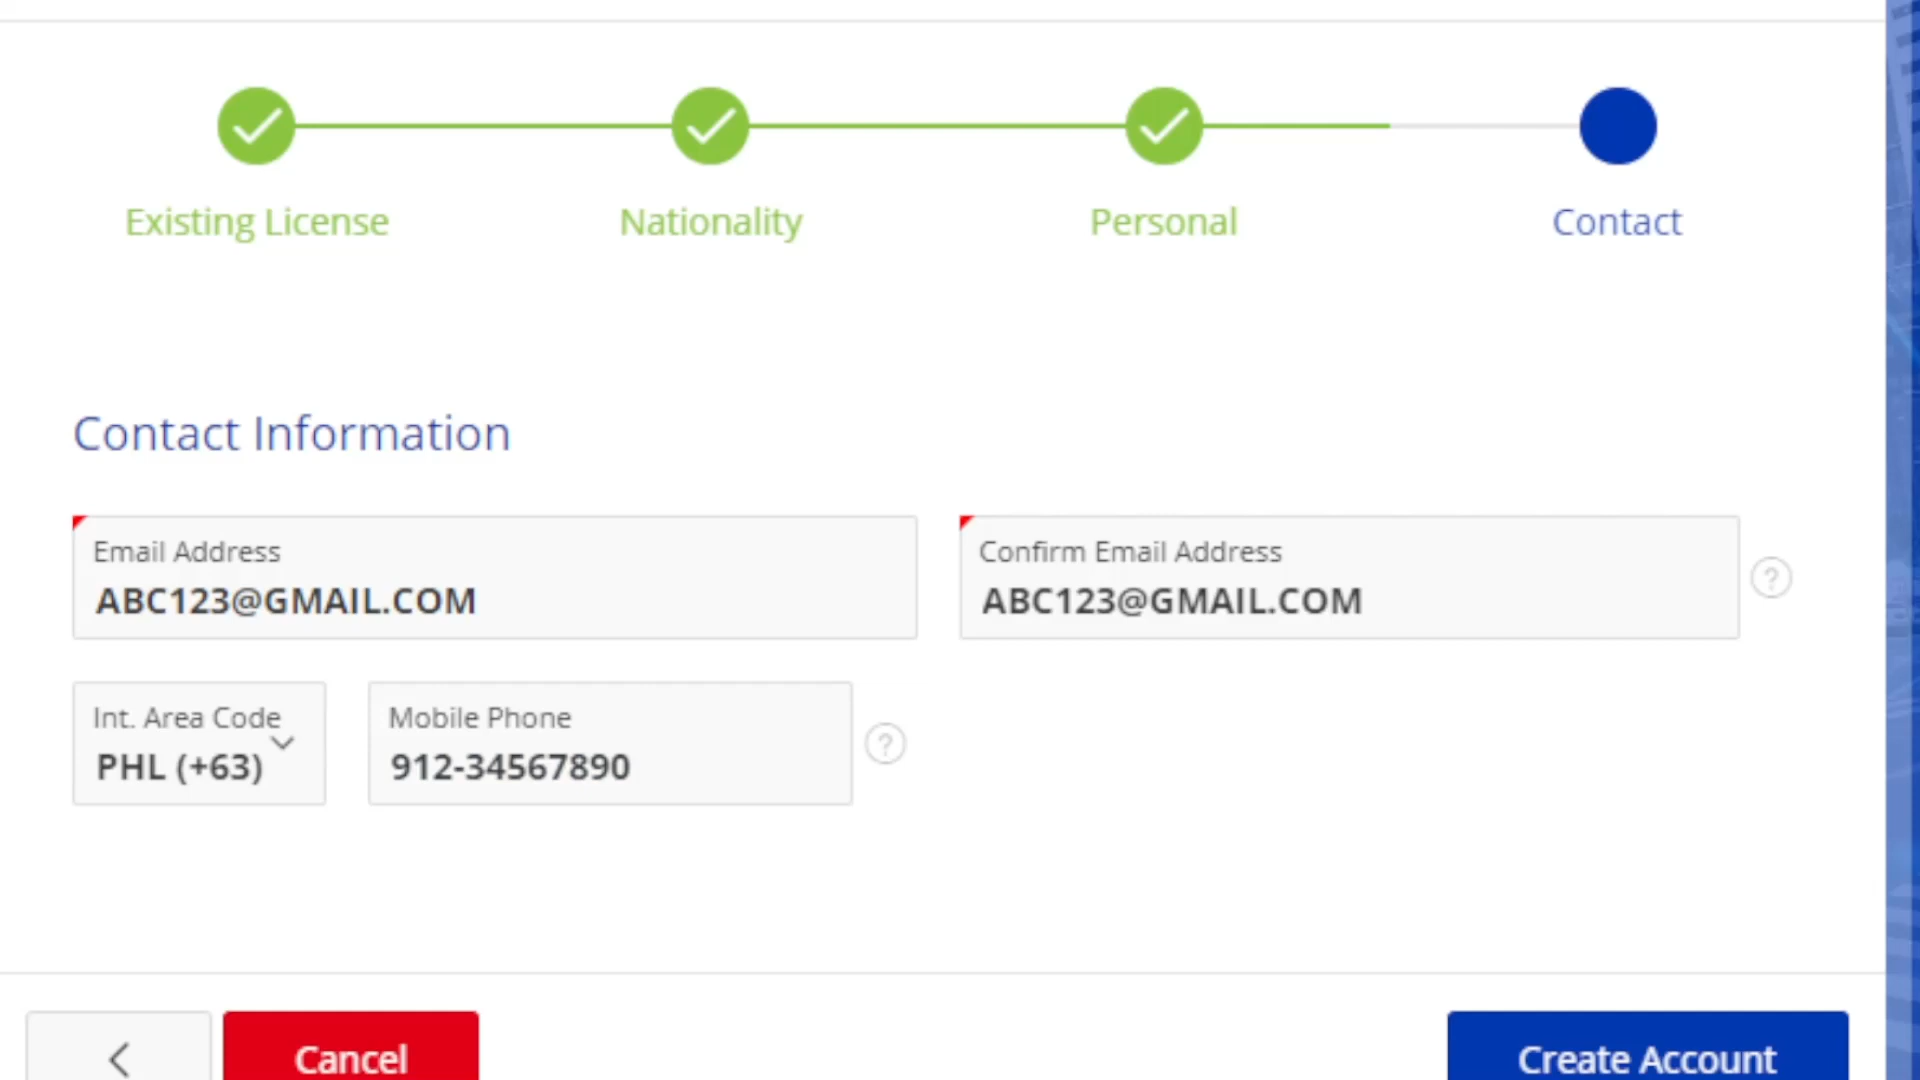 Existing License
Nationality
Personal
Contact
Contact Information
Email Address
ABC123@GMAIL.COM
Confirm Email Address
ABC123@GMAIL.COM
?
Int. Area Code
PHL (+63)
Mobile Phone
912-34567890
?
Cancel
Create Account